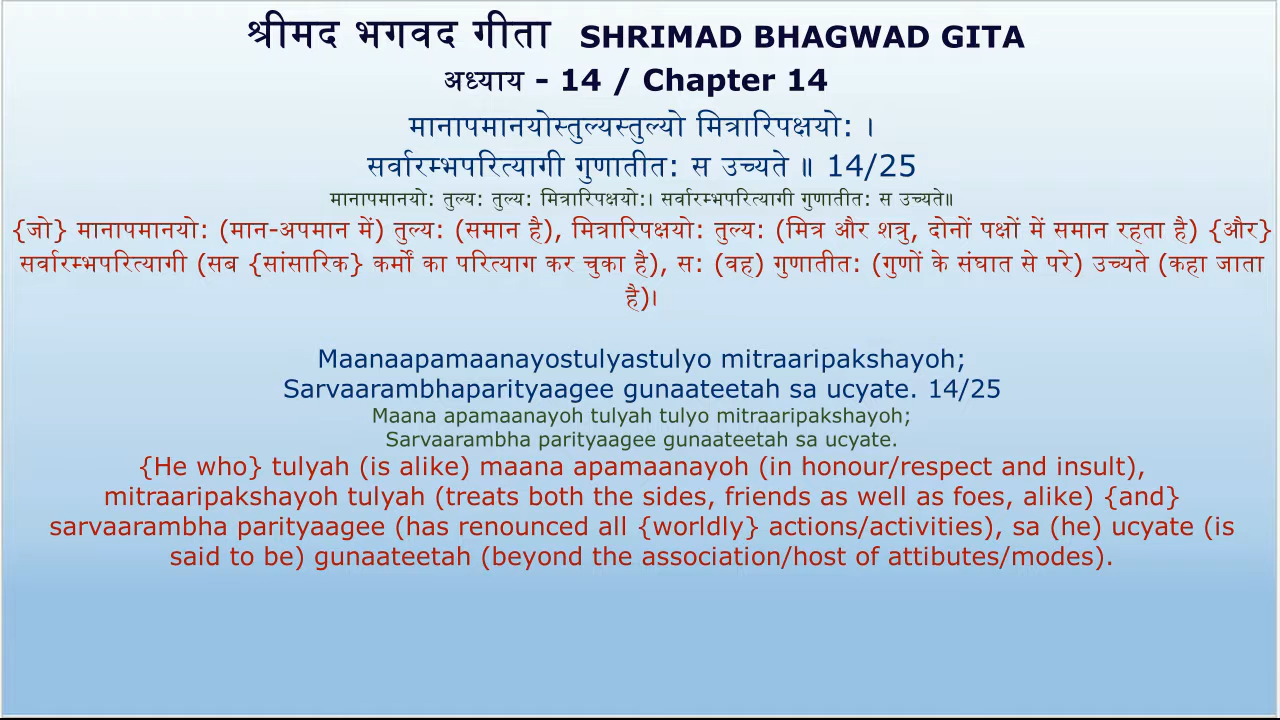 श्रीमद भगवद गीता SHRIMAD BHAGWAD GITA
अध्याय - 14 / Chapter 14
मानापमानयोस्तुल्यस्तुल्यो मित्रारिपक्षयो: ।
सर्वारम्भपरित्यागी गुणातीत: स उच्यते ॥ 14/25
मानापमानयो: तुल्य: तुल्य: मित्रारिपक्षयो:। सर्वारम्भपरित्यागी गुणातीत: स उच्यते॥
{जो} मानापमानयो: (मान-अपमान में) तुल्य: (समान है), मित्रारिपक्षयो: तुल्य: (मित्र और शत्रु, दोनों पक्षों में समान रहता है) {और}
सर्वारम्भपरित्यागी (सब {सांसारिक} कर्मों का परित्याग कर चुका है), स: (वह) गुणातीत: (गुणों के संघात से परे) उच्यते (कहा जाता
है)।
Maanaapamaanayostulyastulyo mitraaripakshayoh;
Sarvaarambhaparityaagee gunaateetah sa ucyate. 14/25
Maana apamaanayoh tulyah tulyo mitraaripakshayoh;
Sarvaarambha parityaagee gunaateetah sa ucyate.
{He who} tulyah (is alike) maana apamaanayoh (in honour/respect and insult),
mitraaripakshayoh tulyah (treats both the sides, friends as well as foes, alike) {and}
sarvaarambha parityaagee (has renounced all {worldly} actions/activities), sa (he) ucyate (is
said to be) gunaateetah (beyond the association/host of attibutes/modes).